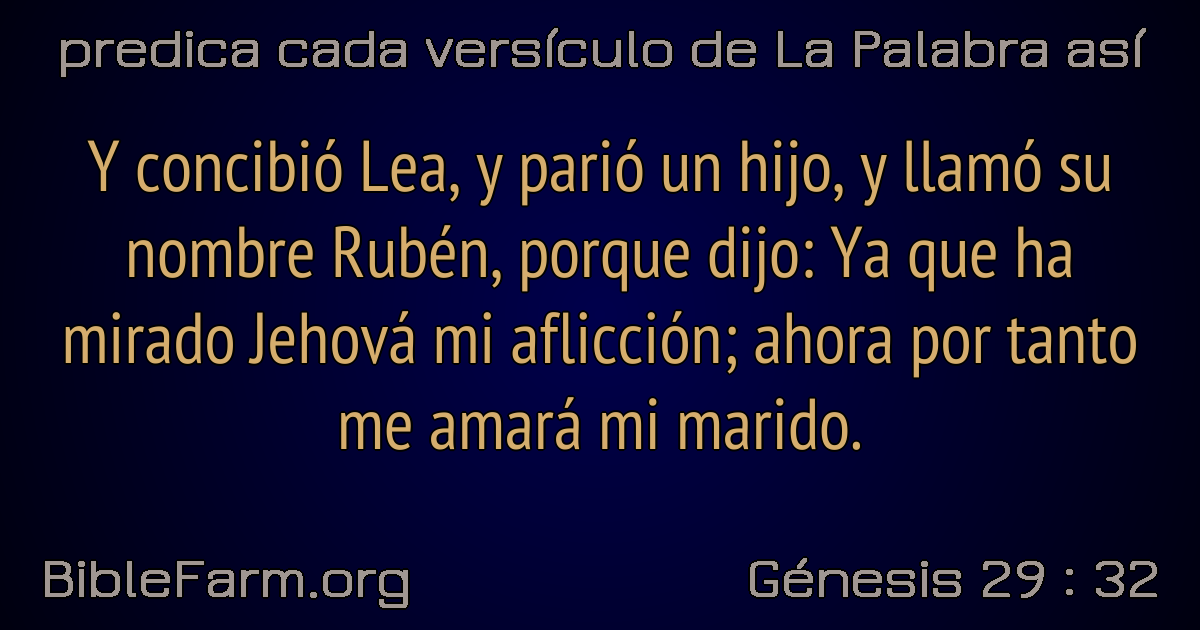 predica cada versículo de La Palabra así
Y concibió Lea, y parió un hijo, y llamó su
nombre Rubén, porque dijo: Ya que ha
mirado Jehová mi aflicción; ahora por tanto
me amará mi marido.
BibleFarm.org
Génesis 29 : 32